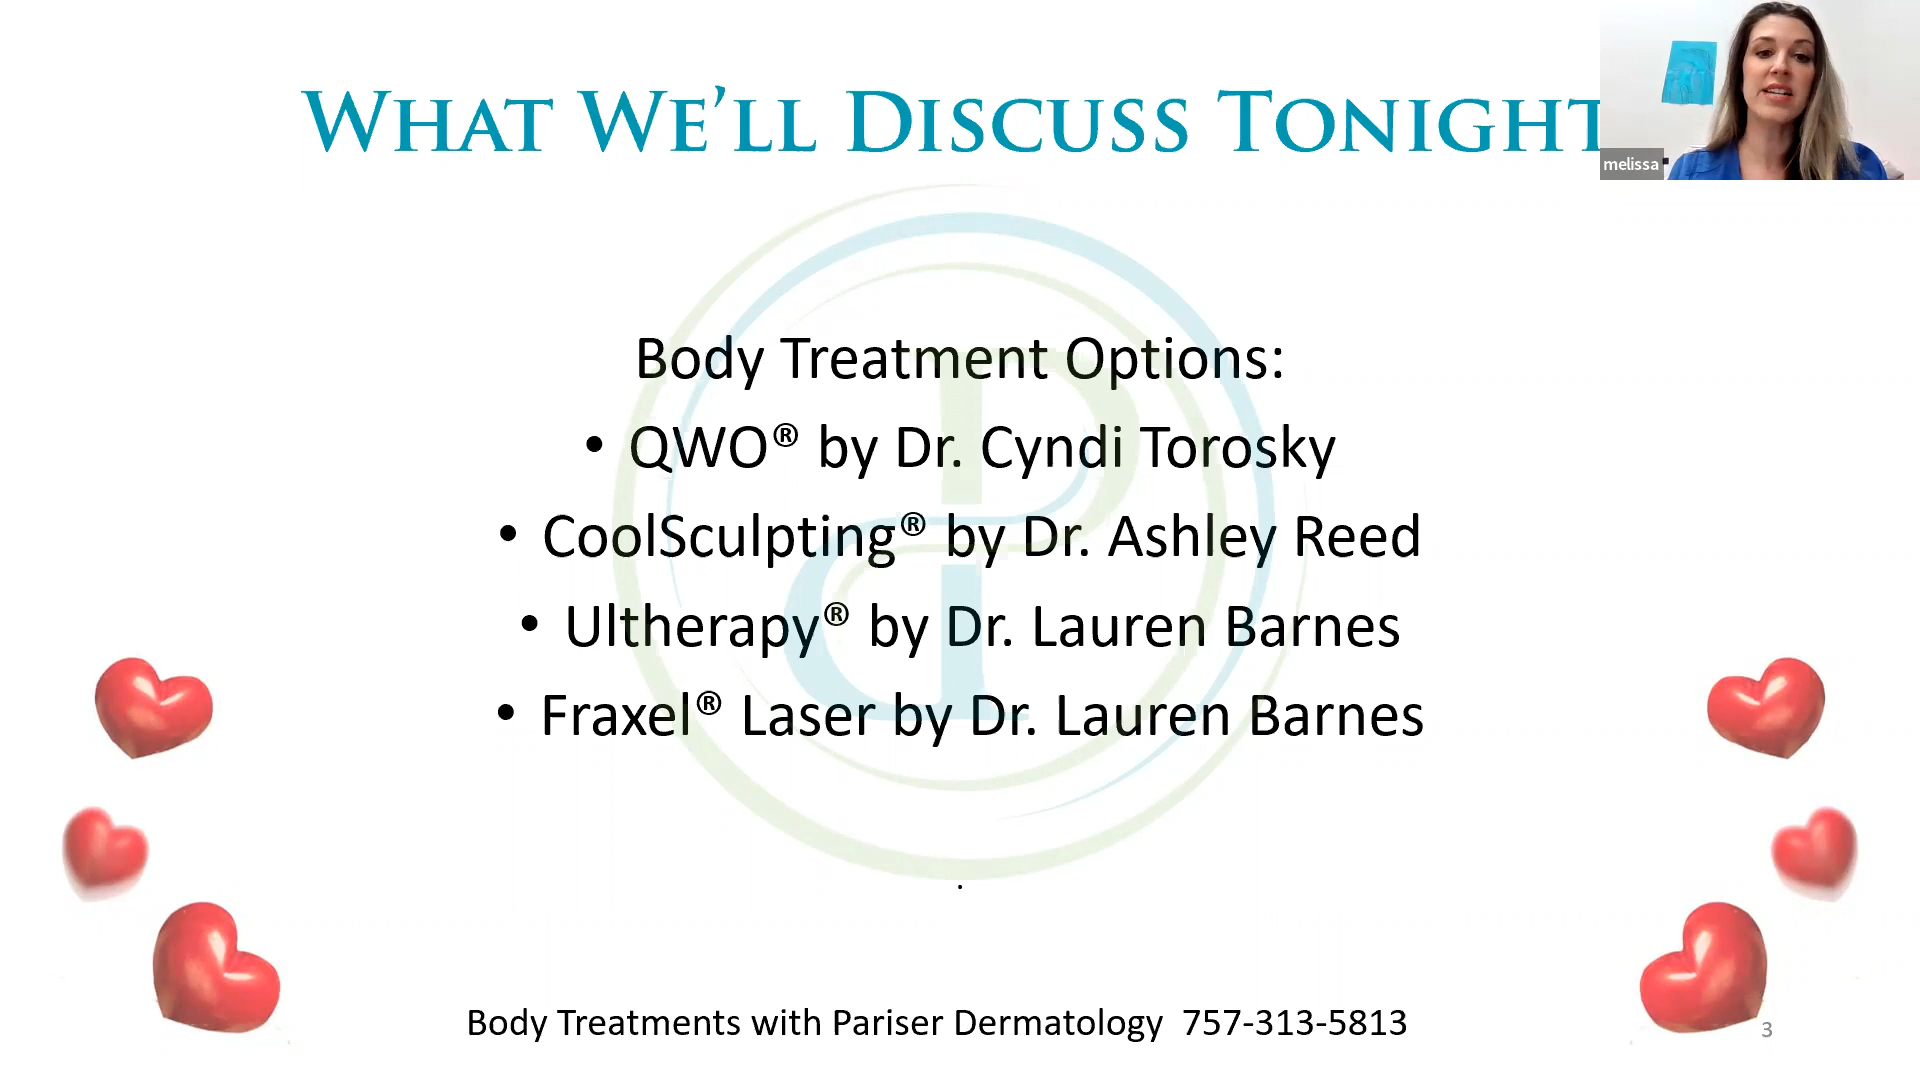 WHAT WE'LL DISCUSS TONIGHT
melissa
Body Treatment Options:
• QWO® by Dr. Cyndi Torosky
• CoolSculpting® by Dr. Ashley Reed
• Ultherapy® by Dr. Lauren Barnes
• Fraxel® Laser by Dr. Lauren Barnes
.
Body Treatments with Pariser Dermatology 757-313-5813
3